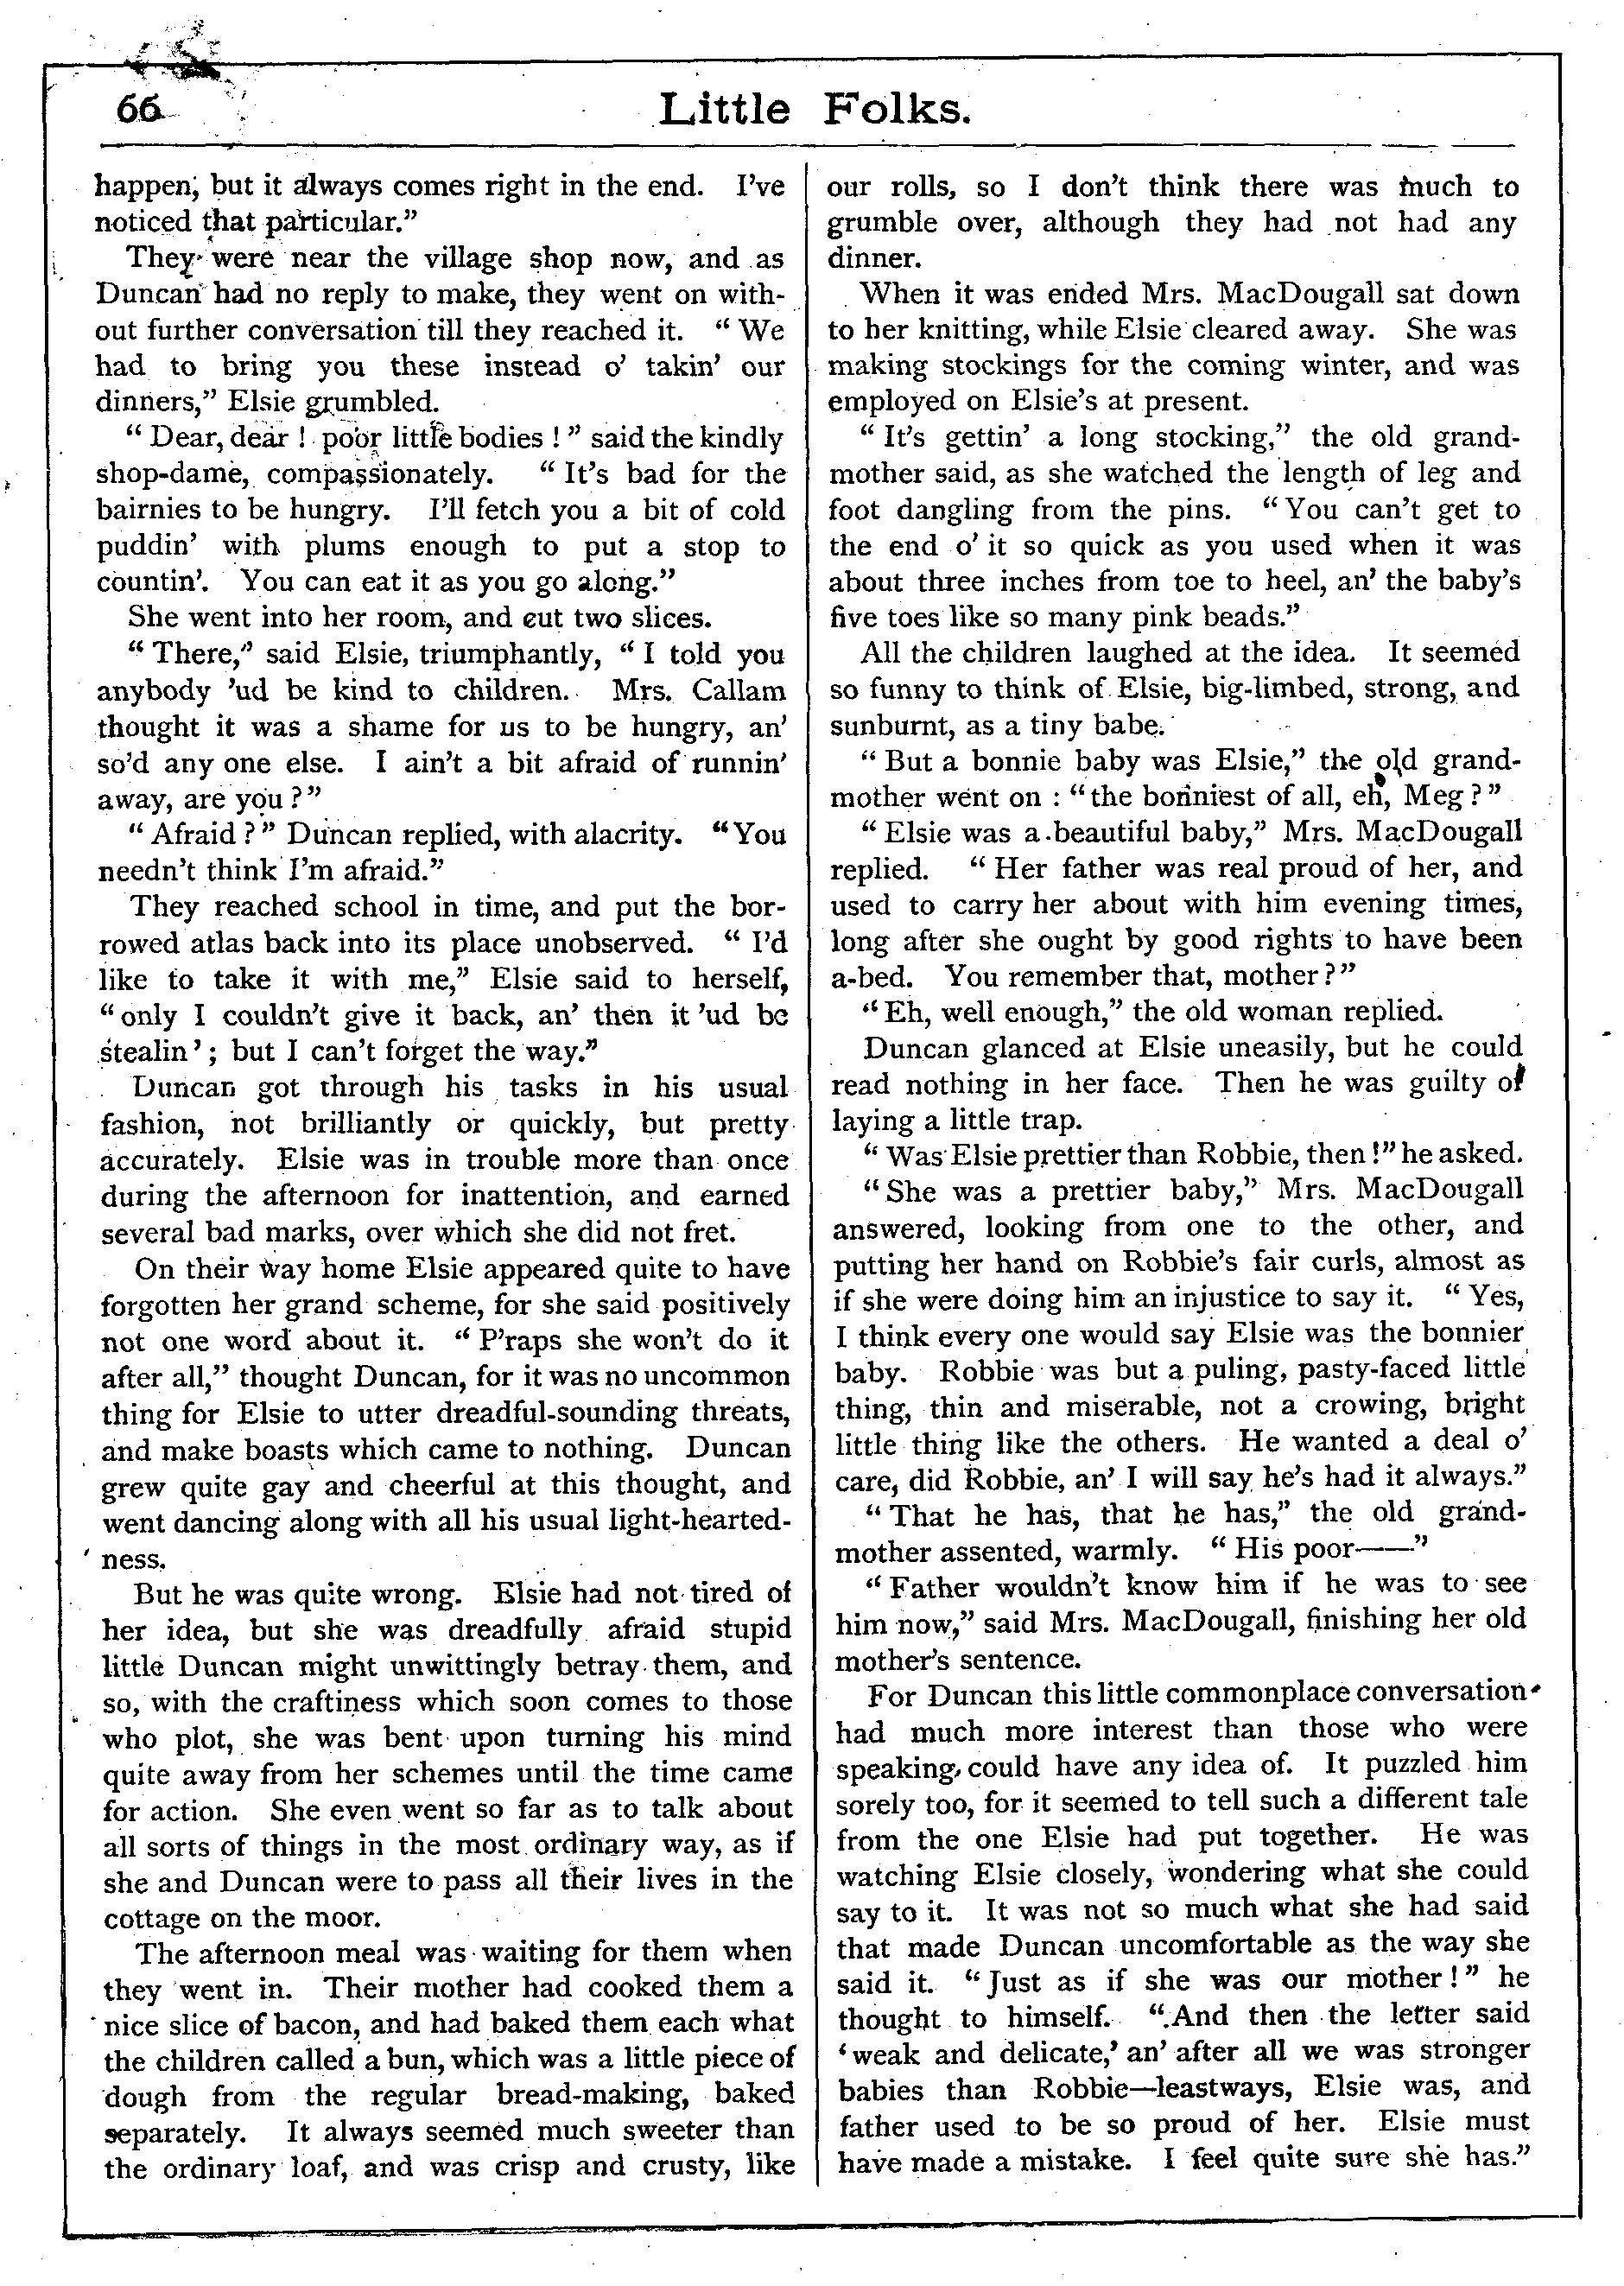 66
Little Folks.
happen, but it always comes right in the end. I've
noticed that particular."
They were near the village shop now, and as
Duncan had no reply to make, they went on with-
out further conversation till they reached it. "We
had to bring you these instead o' takin' our
dinners," Elsie grumbled.
"Dear, dear! poor little bodies!" said the kindly
shop-dame, compassionately. "It's bad for the
bairnies to be hungry. I'll fetch you a bit of cold
puddin' with plums enough to put a stop to
countin'. You can eat it as you go along."
She went into her room, and cut two slices.
"There," said Elsie, triumphantly, "I told you
anybody 'ud be kind to children. Mrs. Callam
thought it was a shame for us to be hungry, an'
so'd any one else. I ain't a bit afraid of runnin'
away, are you?"
"Afraid?" Duncan replied, with alacrity. "You
needn't think I'm afraid."
They reached school in time, and put the bor-
rowed atlas back into its place unobserved. "I'd
like to take it with me," Elsie said to herself,
"only I couldn't give it back, an' then it 'ud be
stealin'; but I can't forget the way."
Duncan got through his tasks in his usual
fashion, not brilliantly or quickly, but pretty
accurately. Elsie was in trouble more than once
during the afternoon for inattention, and earned
several bad marks, over which she did not fret.
On their way home Elsie appeared quite to have
forgotten her grand scheme, for she said positively
not one word about it. "P'raps she won't do it
after all," thought Duncan, for it was no uncommon
thing for Elsie to utter dreadful-sounding threats,
and make boasts which came to nothing. Duncan
grew quite gay and cheerful at this thought, and
went dancing along with all his usual light-hearted-
ness.
But he was quite wrong. Elsie had not tired of
her idea, but she was dreadfully afraid stupid
little Duncan might unwittingly betray them, and
so, with the craftiness which soon comes to those
who plot, she was bent upon turning his mind
quite away from her schemes until the time came
for action. She even went so far as to talk about
all sorts of things in the most ordinary way, as if
she and Duncan were to pass all their lives in the
cottage on the moor.
The afternoon meal was waiting for them when
they went in. Their mother had cooked them a
nice slice of bacon, and had baked them each what
the children called a bun, which was a little piece of
dough from the regular bread-making, baked
separately. It always seemed much sweeter than
the ordinary loaf, and was crisp and crusty, like
our rolls, so I don't think there was much to
grumble over, although they had not had any
dinner.
When it was ended Mrs. MacDougall sat down
to her knitting, while Elsie cleared away. She was
making stockings for the coming winter, and was
employed on Elsie's at present.
"It's gettin' a long stocking," the old grand-
mother said, as she watched the length of leg and
foot dangling from the pins. "You can't get to
the end o' it so quick as you used when it was
about three inches from toe to heel, an' the baby's
five toes like so many pink beads."
All the children laughed at the idea. It seemed
so funny to think of Elsie, big-limbed, strong, and
sunburnt, as a tiny babe.
"But a bonnie baby was Elsie," the old grand-
mother went on: "the bonniest of all, eh, Meg?"
"Elsie was a beautiful baby," Mrs. MacDougall
replied. "Her father was real proud of her, and
used to carry her about with him evening times,
long after she ought by good rights to have been
a-bed. You remember that, mother?"
"Eh, well enough," the old woman replied.
Duncan glanced at Elsie uneasily, but he could
read nothing in her face. Then he was guilty of
laying a little trap.
"Was Elsie prettier than Robbie, then!" he asked.
"She was a prettier baby," Mrs. MacDougall
answered, looking from one to the other, and
putting her hand on Robbie's fair curls, almost as
if she were doing him an injustice to say it. "Yes,
I think every one would say Elsie was the bonnier
baby. Robbie was but a puling, pasty-faced little
thing, thin and miserable, not a crowing, bright
little thing like the others. He wanted a deal o'
care, did Robbie, an' I will say he's had it always."
"That he has, that he has," the old grand-
mother assented, warmly. "His poor——"
"Father wouldn't know him if he was to see
him now," said Mrs. MacDougall, finishing her old
mother's sentence.
For Duncan this little commonplace conversation
had much more interest than those who were
speaking could have any idea of. It puzzled him
sorely too, for it seemed to tell such a different tale
from the one Elsie had put together. He was
watching Elsie closely, wondering what she could
say to it. It was not so much what she had said
that made Duncan uncomfortable as the way she
said it. "Just as if she was our mother!" he
thought to himself. "And then the letter said
'weak and delicate,' an' after all we was stronger
babies than Robbie—leastways, Elsie was, and
father used to be so proud of her. Elsie must
have made a mistake. I feel quite sure she has."